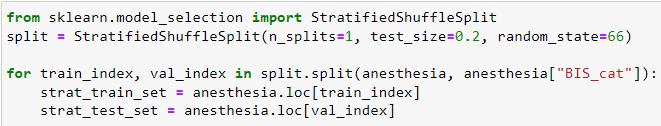 from sklearn.model_selection import StratifiedShuffleSplit
split = StratifiedShuffleSplit(n_splits=1, test_size=0.2, random_state=66)

for train_index, val_index in split.split(anesthesia, anesthesia["BIS_cat"]):
    strat_train_set = anesthesia.loc[train_index]
    strat_test_set = anesthesia.loc[val_index]